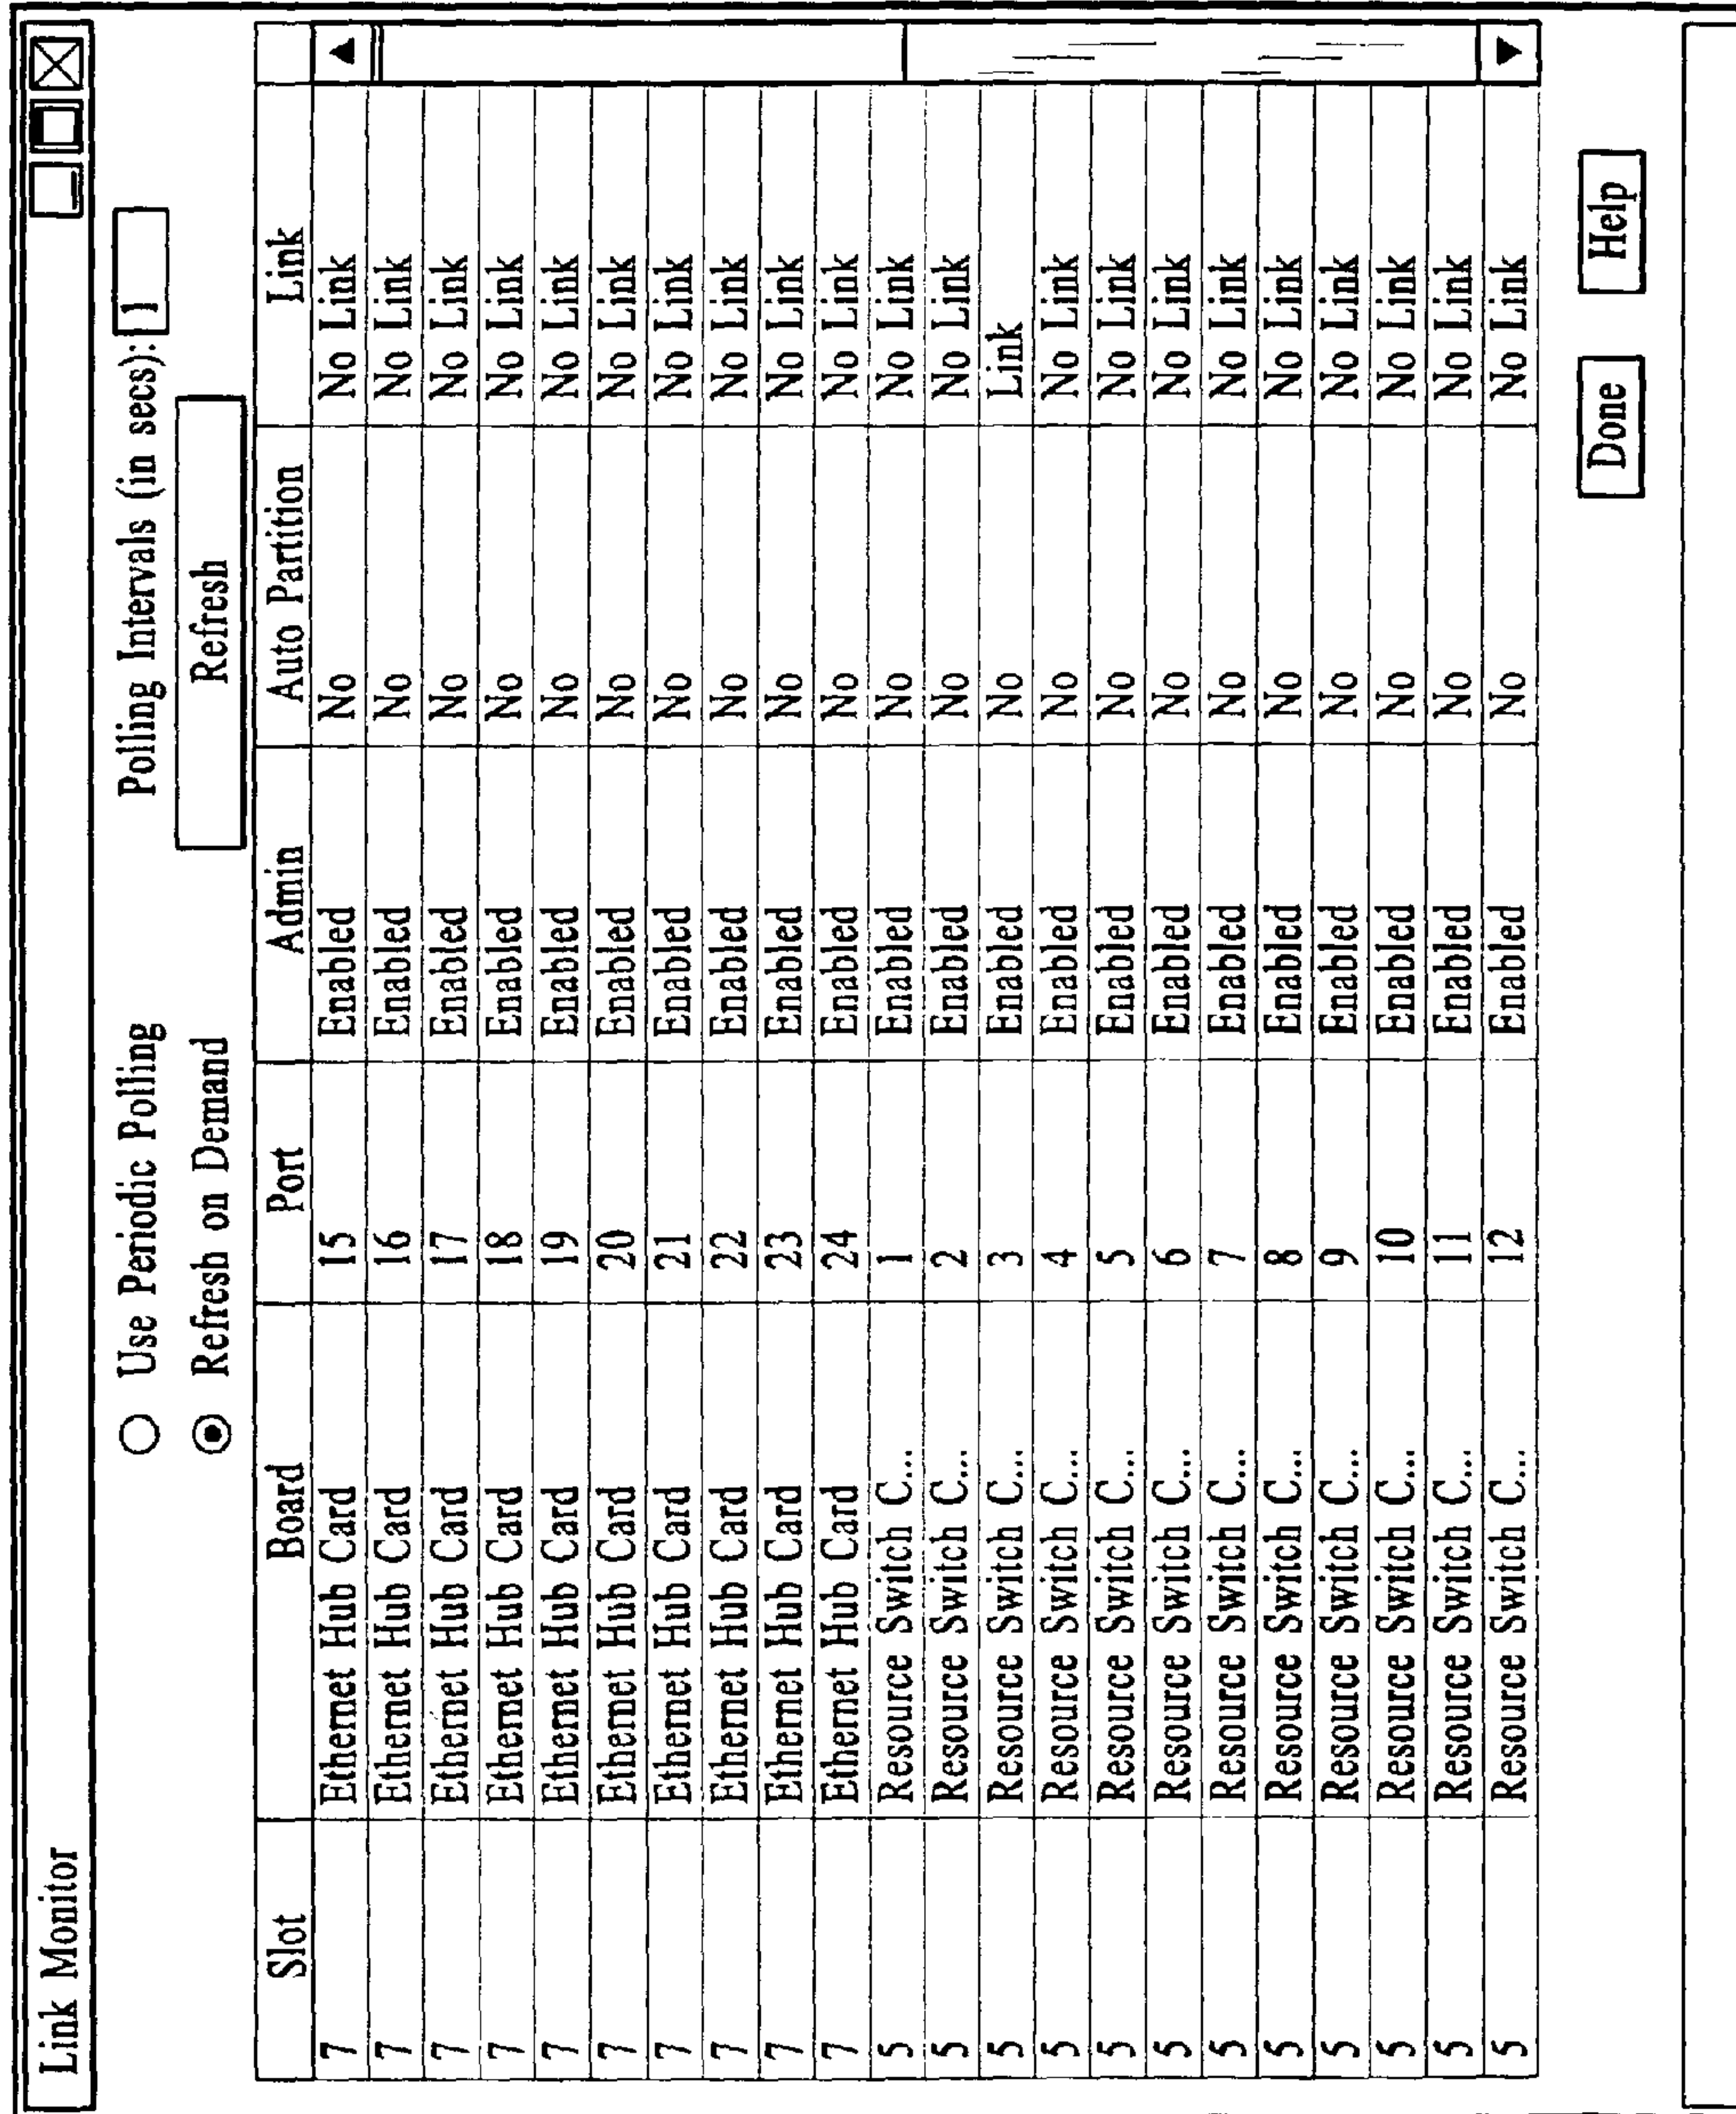 Link Monitor
Use Periodic Polling Polling Intervals (in secs): 1
Refresh on Demand Refresh
Slot Board Port Admin Auto Partition Link
7 Ethernet Hub Card 15 Enabled No No Link
7 Ethernet Hub Card 16 Enabled No No Link
7 Ethernet Hub Card 17 Enabled No No Link
7 Ethernet Hub Card 18 Enabled No No Link
7 Ethernet Hub Card 19 Enabled No No Link
7 Ethernet Hub Card 20 Enabled No No Link
7 Ethernet Hub Card 21 Enabled No No Link
7 Ethernet Hub Card 22 Enabled No No Link
7 Ethernet Hub Card 23 Enabled No No Link
7 Ethernet Hub Card 24 Enabled No No Link
5 Resource Switch C... 1 Enabled No No Link
5 Resource Switch C... 2 Enabled No No Link
5 Resource Switch C... 3 Enabled No Link
5 Resource Switch C... 4 Enabled No No Link
5 Resource Switch C... 5 Enabled No No Link
5 Resource Switch C... 6 Enabled No No Link
5 Resource Switch C... 7 Enabled No No Link
5 Resource Switch C... 8 Enabled No No Link
5 Resource Switch C... 9 Enabled No No Link
5 Resource Switch C... 10 Enabled No No Link
5 Resource Switch C... 11 Enabled No No Link
5 Resource Switch C... 12 Enabled No No Link
Done Help